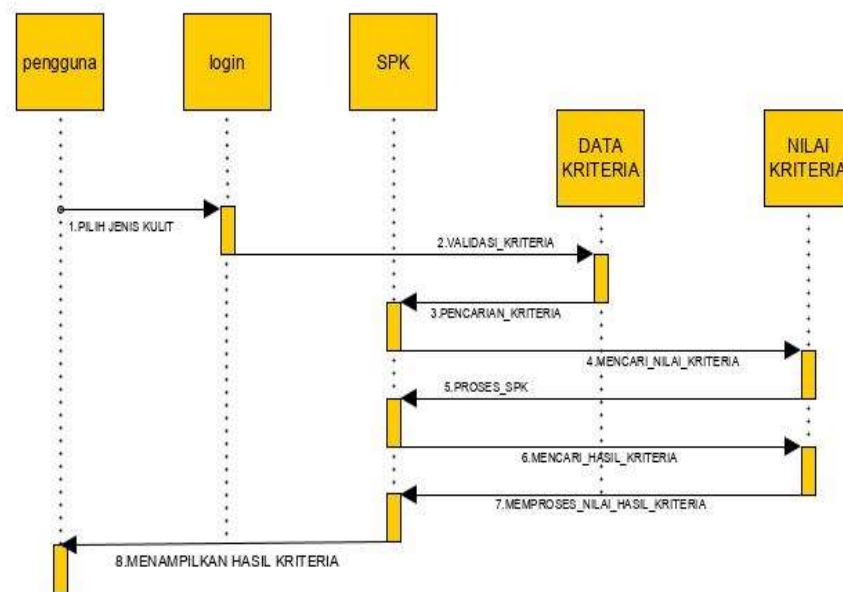 pengguna
login
SPK
DATA
KRITERIA
NILAI
KRITERIA
1.PILIH JENIS KULIT
2.VALIDASI_KRITERIA
3.PENCARIAN_KRITERIA
4.MENCARI_NILAI_KRITERIA
5.PROSES_SPK
6.MENCARI_HASIL_KRITERIA
7.MEMPROSES_NILAI_HASIL_KRITERIA
8.MENAMPILKAN HASIL KRITERIA